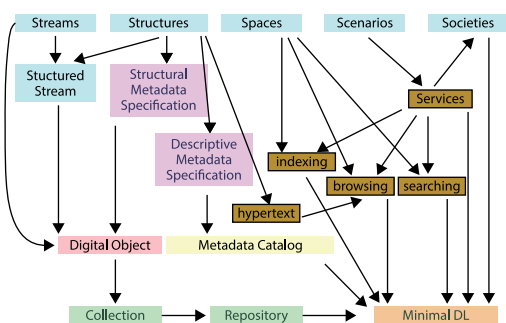 Streams
Structures
Spaces
Scenarios
Societies
Stuctured
Stream
Structural
Metadata
Specification
Services
Descriptive
Metadata
Specification
indexing
browsing
searching
hypertext
Digital Object
Metadata Catalog
Collection
Repository
Minimal DL